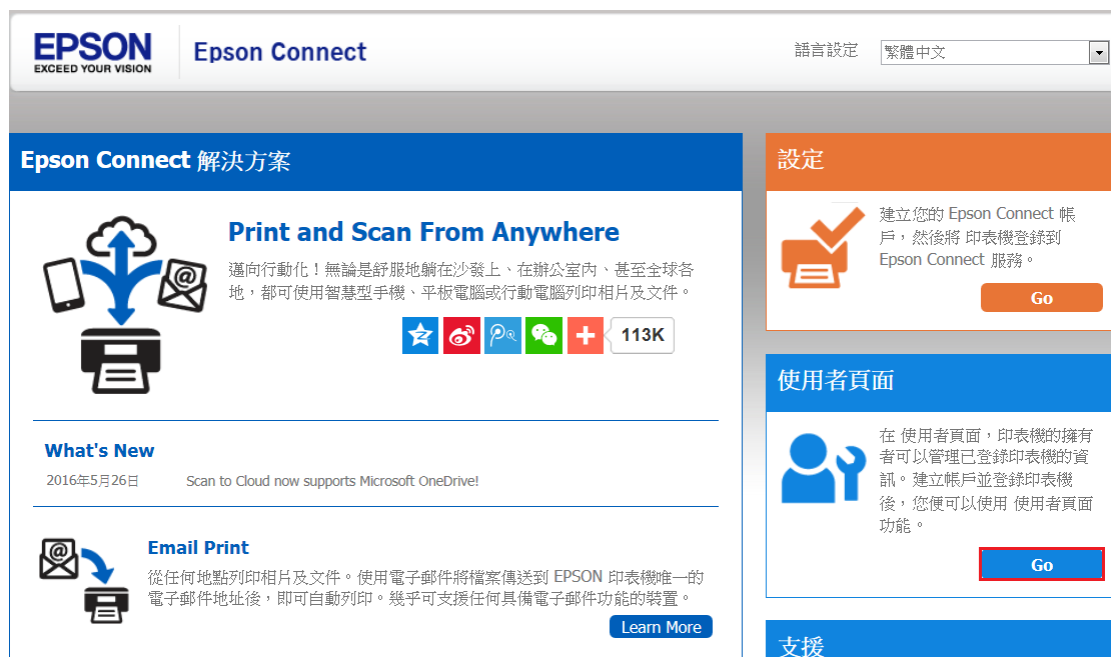 EPSON
EXCEED YOUR VISION
Epson Connect
語言設定
繁體中文
Epson Connect 解決方案
Print and Scan From Anywhere
邁向行動化！無論是舒服地躺在沙發上、在辦公室內、甚至全球各
地，都可使用智慧型手機、平板電腦或行動電腦列印相片及文件。
113K
What's New
2016年5月26日
Scan to Cloud now supports Microsoft OneDrive!
Email Print
從任何地點列印相片及文件。使用電子郵件將檔案傳送到 EPSON 印表機唯一的
電子郵件地址後，即可自動列印。幾乎可支援任何具備電子郵件功能的裝置。
Learn More
設定
建立您的 Epson Connect 帳
戶，然後將 印表機登錄到
Epson Connect 服務。
Go
使用者頁面
在 使用者頁面，印表機的擁有
者可以管理已登錄印表機的資
訊。建立帳戶並登錄印表機
後，您便可以使用 使用者頁面
功能。
Go
支援